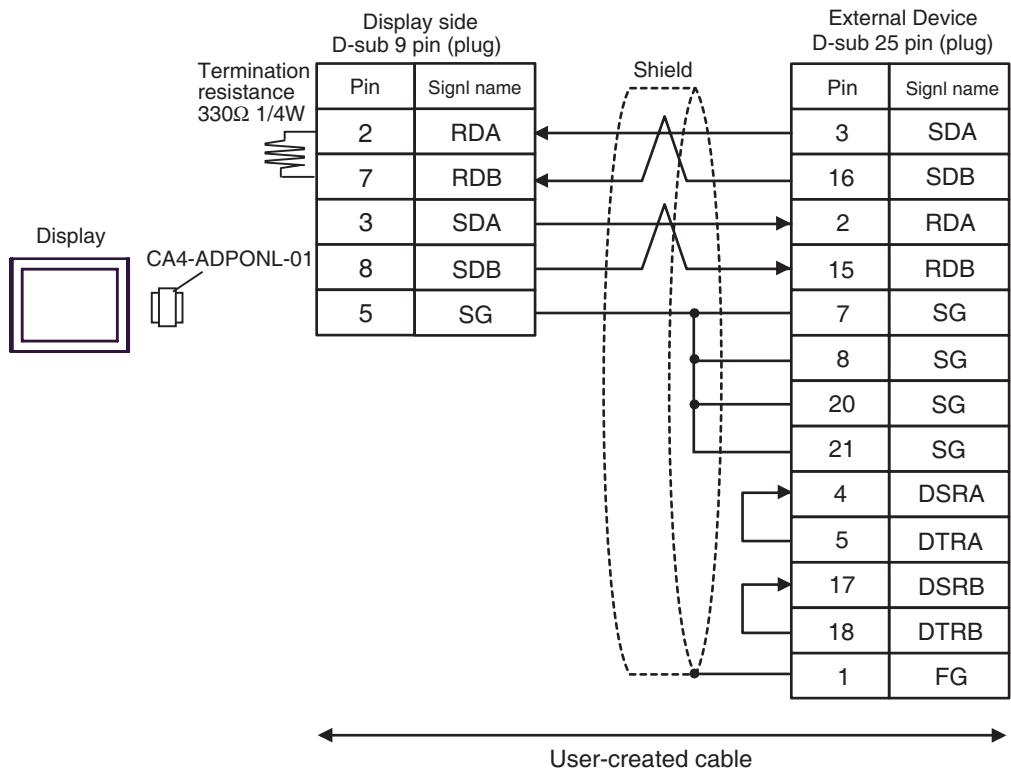 Display side
D-sub 9 pin (plug)
External Device
D-sub 25 pin (plug)
Termination
resistance
330Ω 1/4W
Shield
Pin Signl name
2 RDA
7 RDB
3 SDA
8 SDB
5 SG
Pin Signl name
3 SDA
16 SDB
2 RDA
15 RDB
7 SG
8 SG
20 SG
21 SG
4 DSRA
5 DTRA
17 DSRB
18 DTRB
1 FG
Display
CA4-ADPONL-01
User-created cable